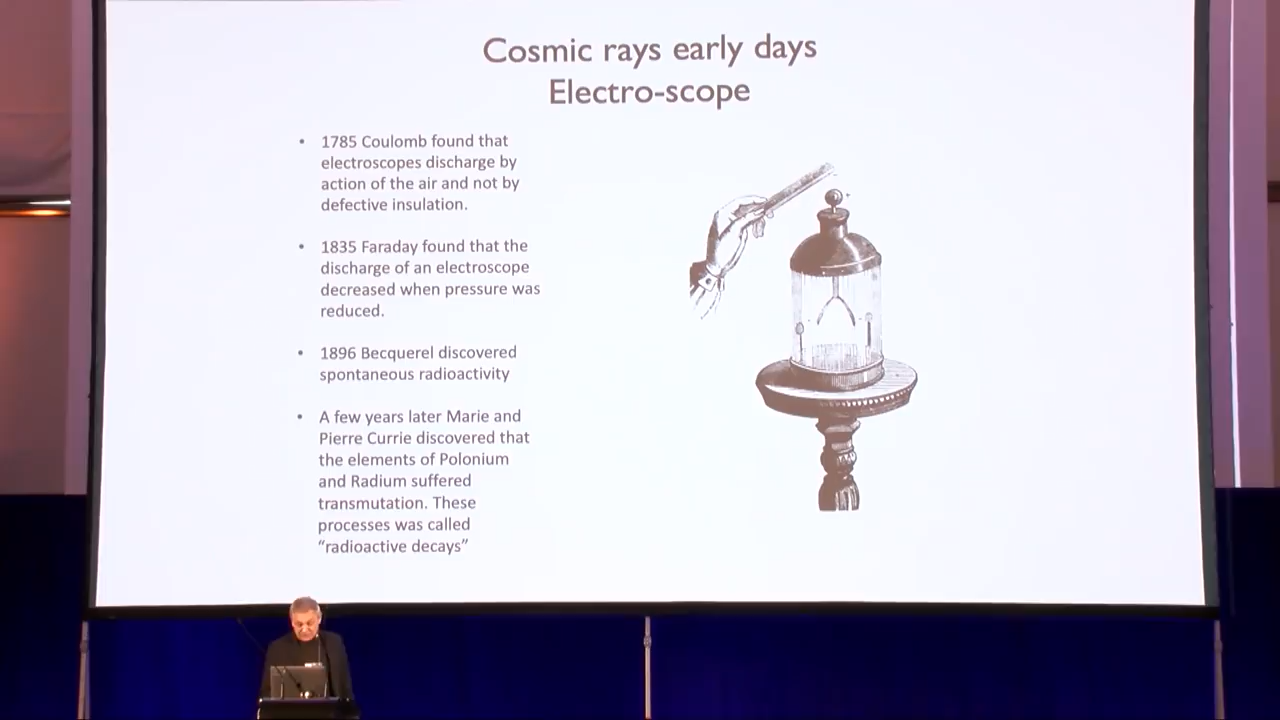 Cosmic rays early days
Electro-scope
• 1785 Coulomb found that
electroscopes discharge by
action of the air and not by
defective insulation.
• 1835 Faraday found that the
discharge of an electroscope
decreased when pressure was
reduced.
• 1896 Becquerel discovered
spontaneous radioactivity
• A few years later Marie and
Pierre Currie discovered that
the elements of Polonium
and Radium suffered
transmutation. These
processes was called
“radioactive decays”